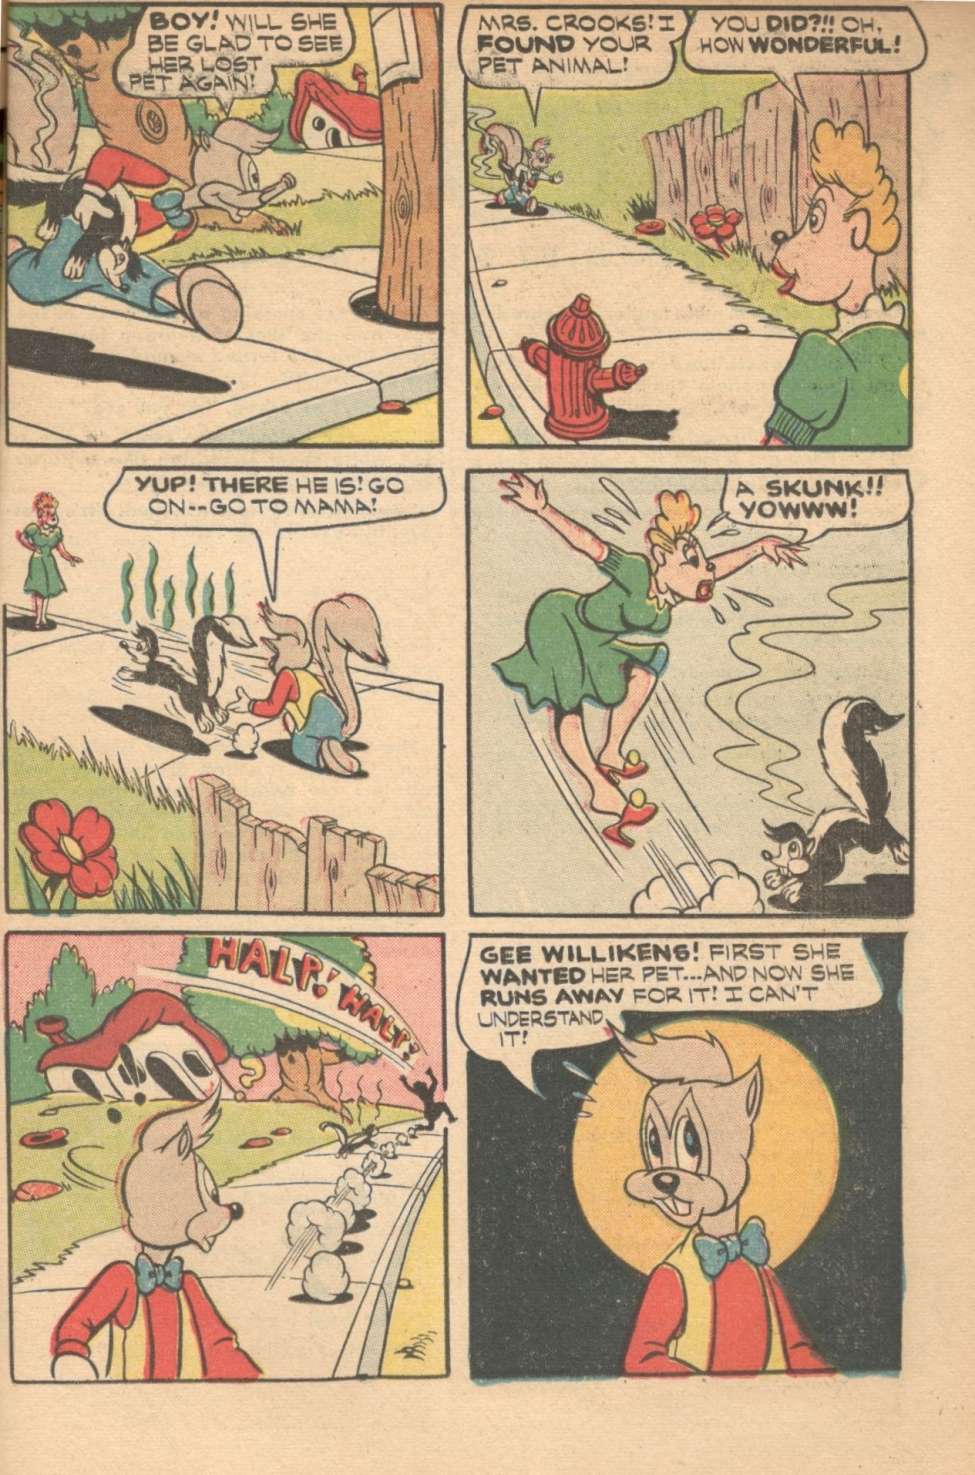 BOY! WILL SHE
BE GLAD TO SEE
HER LOST
PET AGAIN!
MRS. CROOKS! I
FOUND YOUR
PET ANIMAL!
YOU DID?!! OH,
HOW WONDERFUL!
YUP! THERE HE IS! GO
ON--GO TO MAMA!
A SKUNK!!
YOWWW!
HALP! HALP!
?
GEE WILLIKENS! FIRST SHE
WANTED HER PET...AND NOW SHE
RUNS AWAY FOR IT! I CAN'T
UNDERSTAND
IT!